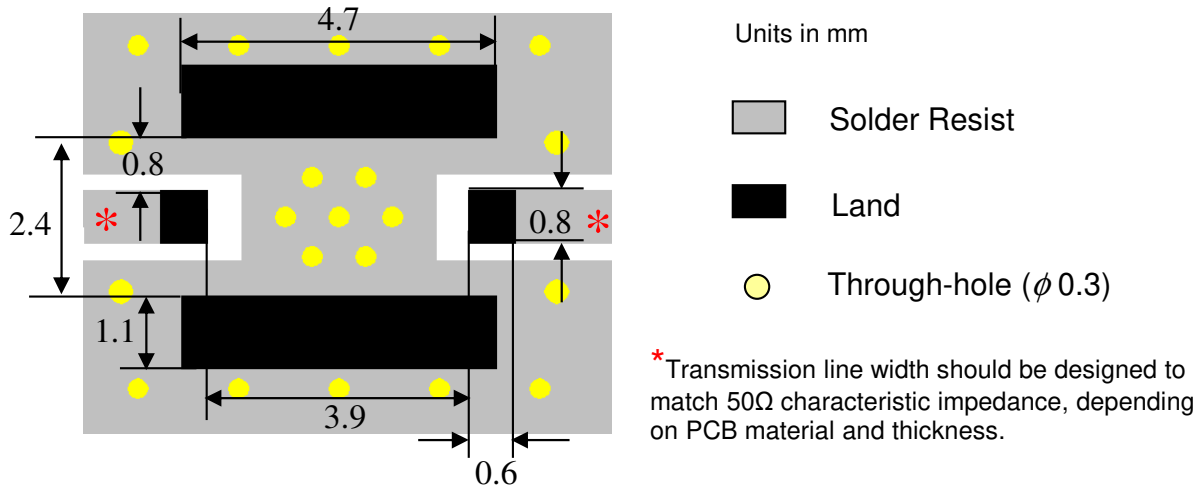 4.7
0.8
2.4
0.8
1.1
3.9
0.6
*
*
Units in mm
Solder Resist
Land
Through-hole (ϕ 0.3)
*Transmission line width should be designed to
match 50Ω characteristic impedance, depending
on PCB material and thickness.